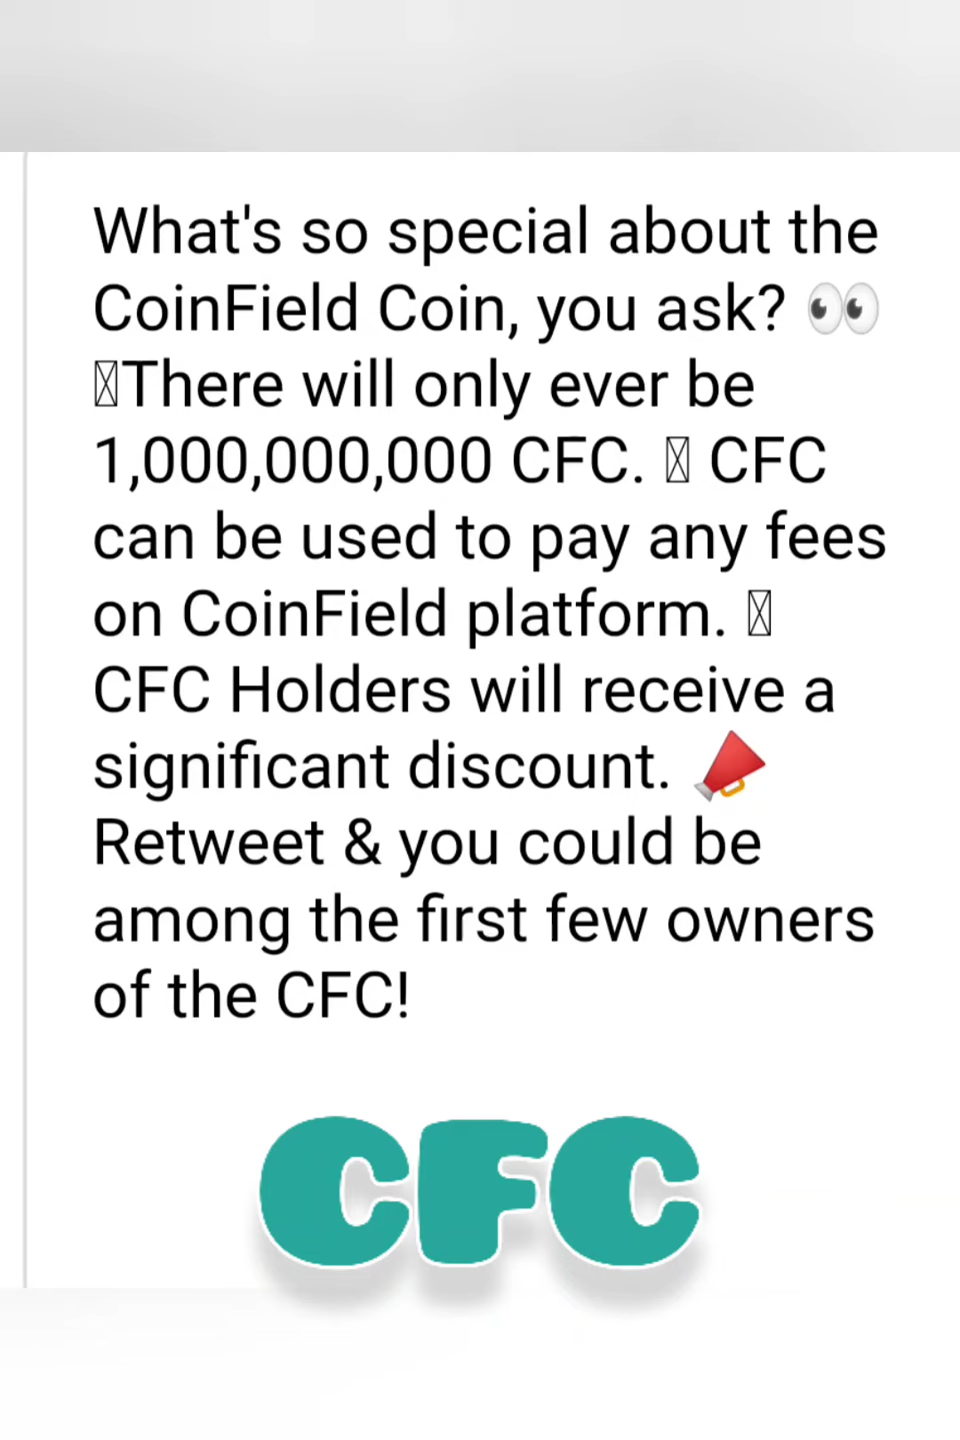 What's so special about the
CoinField Coin, you ask? 👀
There will only ever be
1,000,000,000 CFC. CFC
can be used to pay any fees
on CoinField platform.
CFC Holders will receive a
significant discount. 📣
Retweet & you could be
among the first few owners
of the CFC!
CFC